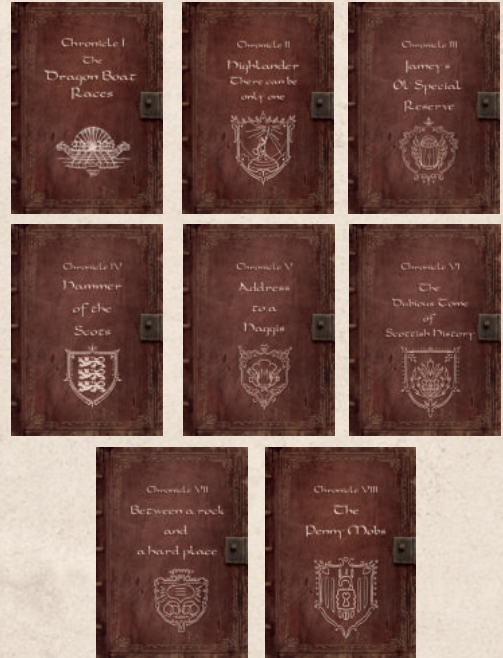 Chronicle I
The
Dragon Boat
Races
Chronicle II
Highlander
There can be
only one
Chronicle III
Jamey's
Ol' Special
Reserve
Chronicle IV
Hammer
of the
Scots
Chronicle V
Address
to a
Haggis
Chronicle VI
The
Dubious Tome
of
Scottish History
Chronicle VII
Between a rock
and
a hard place
Chronicle VIII
The
Penny Mobs